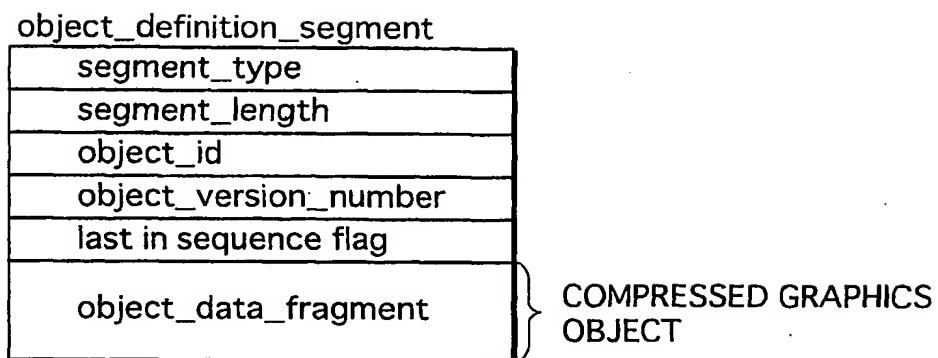 object_definition_segment
segment_type
segment_length
object_id
object_version_number
last in sequence flag
object_data_fragment
COMPRESSED GRAPHICS
OBJECT